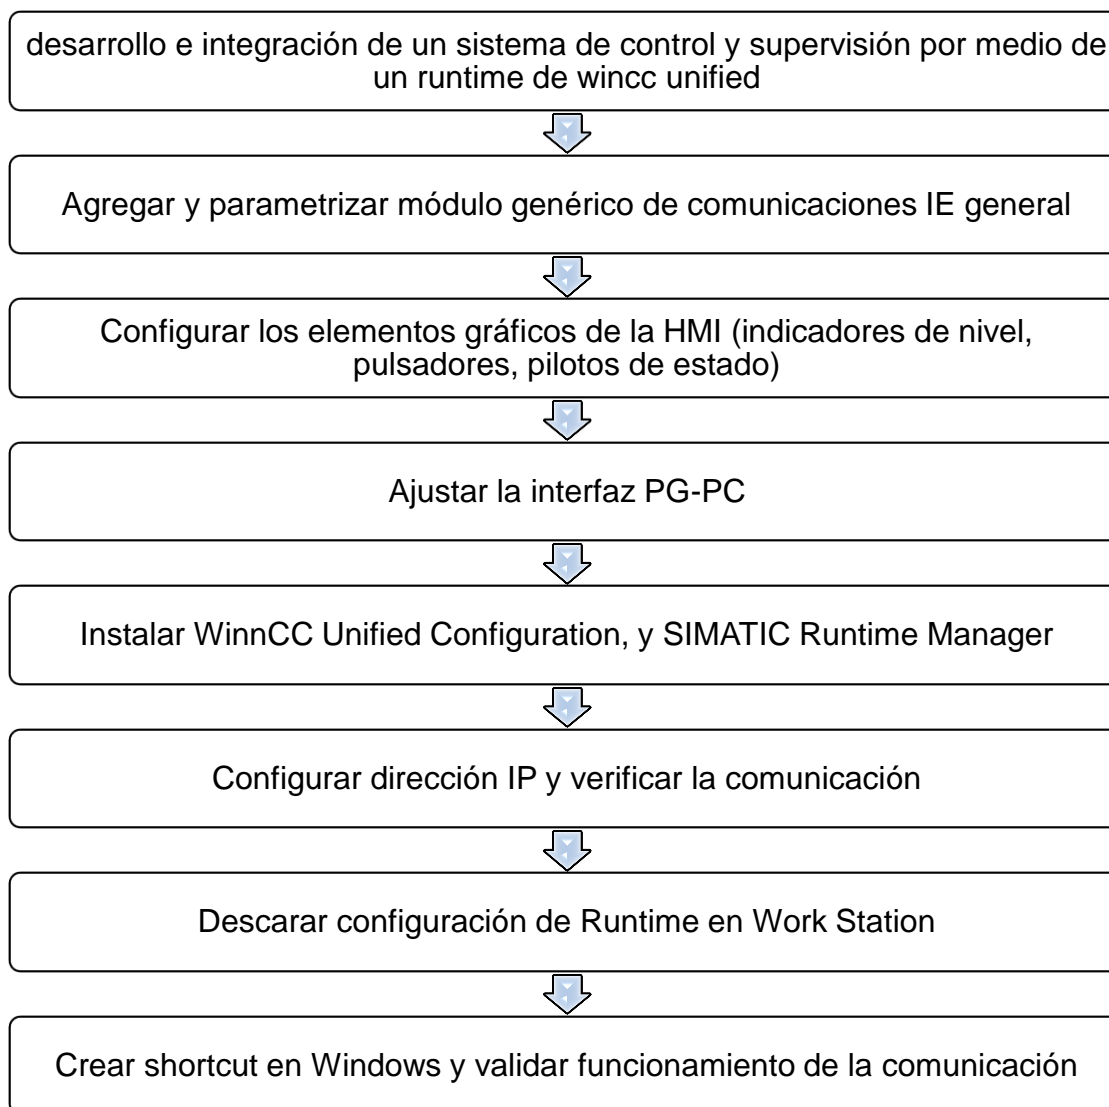 desarrollo e integración de un sistema de control y supervisión por medio de
un runtime de wincc unified
Agregar y parametrizar módulo genérico de comunicaciones IE general
Configurar los elementos gráficos de la HMI (indicadores de nivel,
pulsadores, pilotos de estado)
Ajustar la interfaz PG-PC
Instalar WinnCC Unified Configuration, y SIMATIC Runtime Manager
Configurar dirección IP y verificar la comunicación
Descarar configuración de Runtime en Work Station
Crear shortcut en Windows y validar funcionamiento de la comunicación